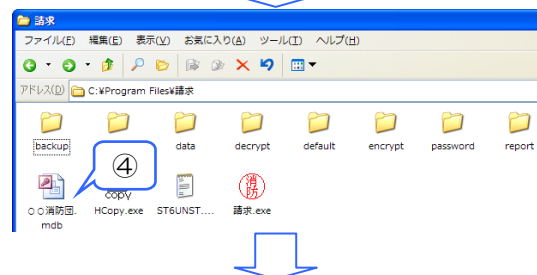 請求
ファイル(F) 編集(E) 表示(V) お気に入り(A) ツール(T) ヘルプ(H)
アドレス(D) C:¥Program Files¥請求
backup data decrypt default encrypt password report
④
消防
copy
○○消防団.mdb HCopy.exe ST6UNST.... 請求.exe